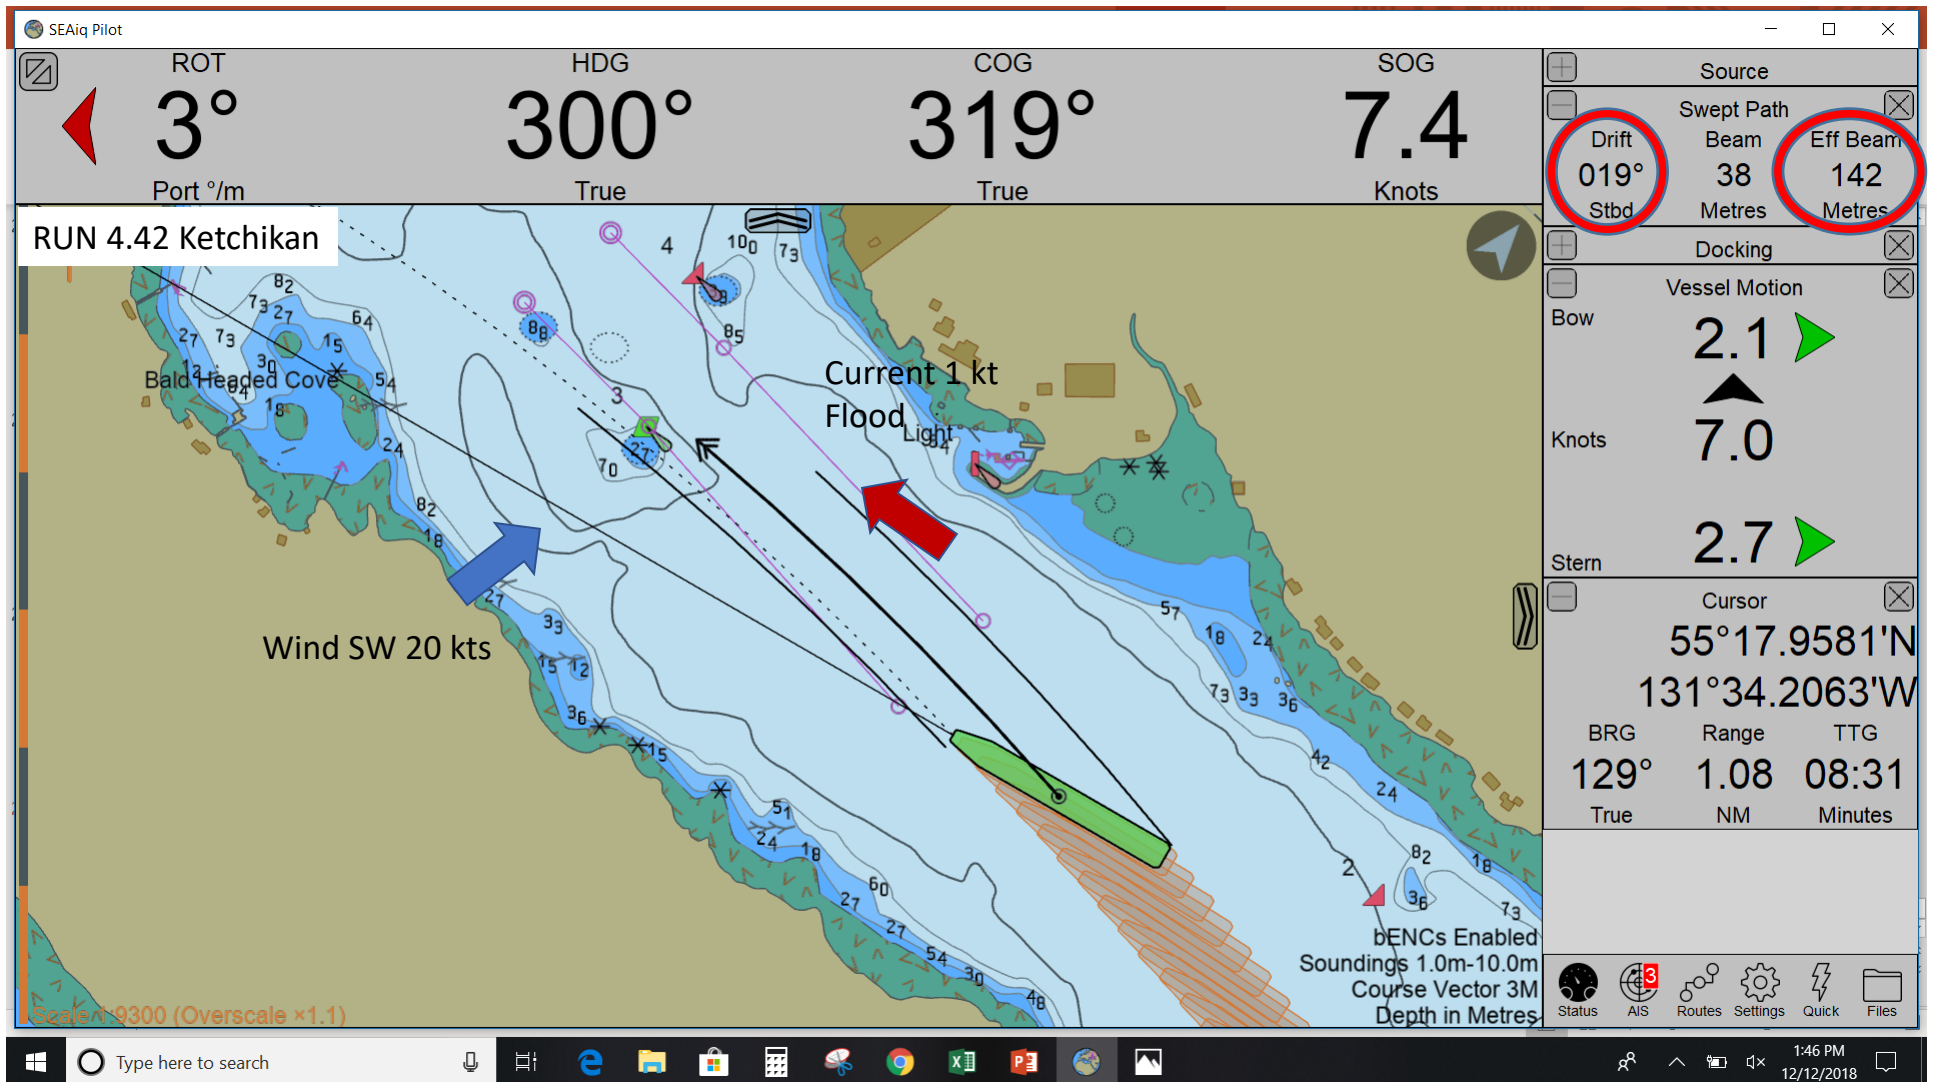 SEAiq Pilot
ROT
3°
Port °/m
HDG
300°
True
COG
319°
True
SOG
7.4
Knots
Source
Swept Path
Drift Beam Eff Beam
019° 38 142
Stbd Metres Metres
Docking
Vessel Motion
Bow 2.1
Knots 7.0
Stern 2.7
Cursor
55°17.9581'N
131°34.2063'W
BRG Range TTG
129° 1.08 08:31
True NM Minutes
Status AIS 3 Routes Settings Quick Files
RUN 4.42 Ketchikan
Current 1 kt
Flood
Light
Bald Headed Cove
Wind SW 20 kts
4
3
2
bENCs Enabled
Soundings 1.0m-10.0m
Course Vector 3M
Depth in Metres
Scale 1:9300 (Overscale ×1.1)
Type here to search
1:46 PM
12/12/2018